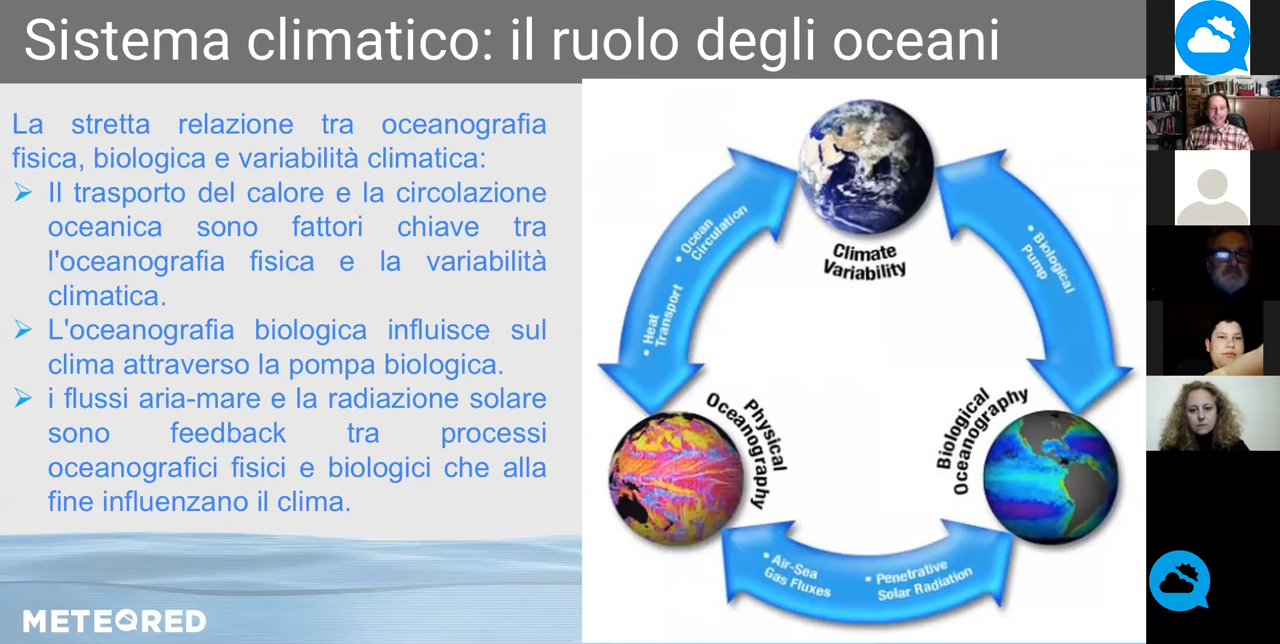 Sistema climatico: il ruolo degli oceani
La stretta relazione tra oceanografia
fisica, biologica e variabilità climatica:
Il trasporto del calore e la circolazione
oceanica sono fattori chiave tra
l'oceanografia fisica e la variabilità
climatica.
L'oceanografia biologica influisce sul
clima attraverso la pompa biologica.
i flussi aria-mare e la radiazione solare
sono feedback tra processi
oceanografici fisici e biologici che alla
fine influenzano il clima.
METEORED
Climate
Variability
• Ocean
Circulation
• Heat
Transport
• Biological
Pump
Physical
Oceanography
Biological
Oceanography
• Air-Sea
Gas Fluxes
• Penetrative
Solar Radiation